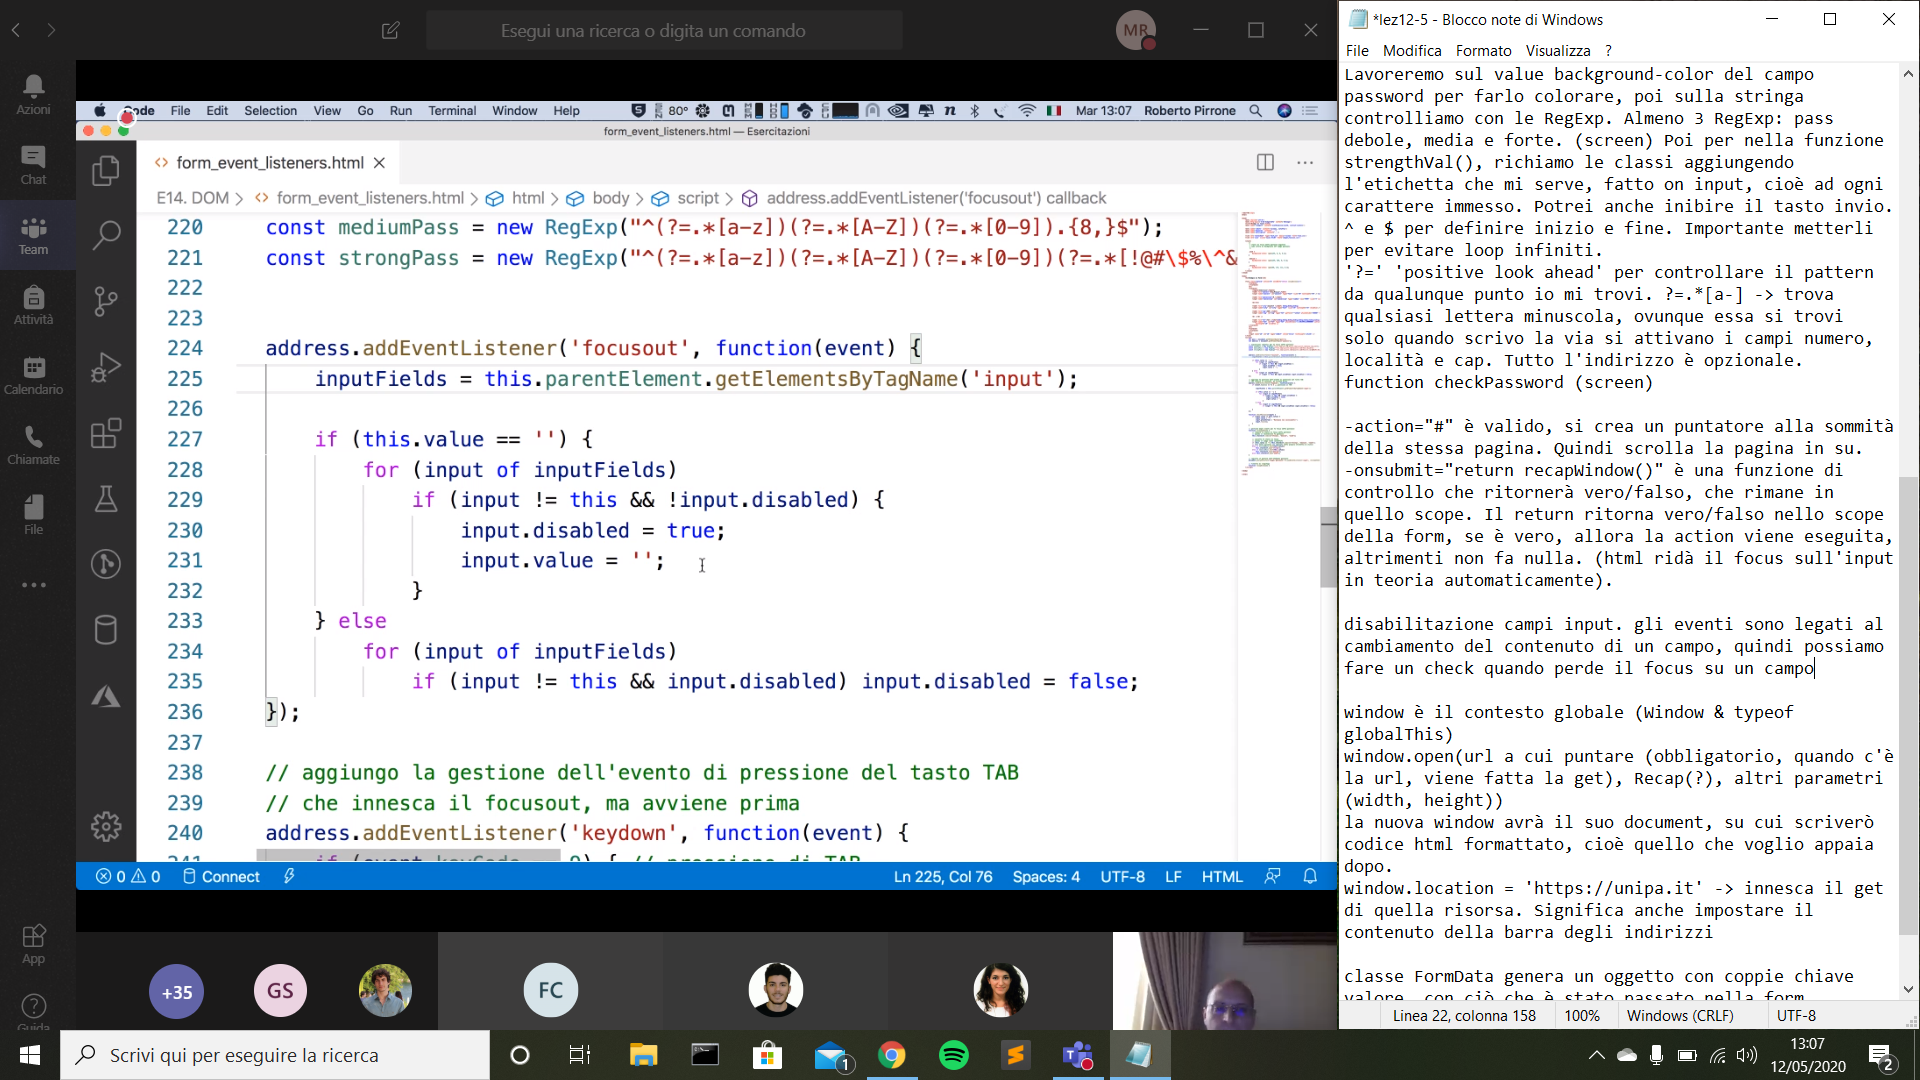 Esegui una ricerca o digita un comando
MR
Azioni
Chat
Team
Attività
Calendario
Chiamate
File
App
Guida
Code File Edit Selection View Go Run Terminal Window Help
80° Mar 13:07 Roberto Pirrone
form_event_listeners.html — Esercitazioni
form_event_listeners.html
E14. DOM > form_event_listeners.html > html > body > script > address.addEventListener('focusout') callback
220 const mediumPass = new RegExp("^(?=.*[a-z])(?=.*[A-Z])(?=.*[0-9]).{8,}$");
221 const strongPass = new RegExp("^(?=.*[a-z])(?=.*[A-Z])(?=.*[0-9])(?=.*[!@#\$%\^&
222
223
224 address.addEventListener('focusout', function(event) {
225 inputFields = this.parentElement.getElementsByTagName('input');
226
227 if (this.value == '') {
228 for (input of inputFields)
229 if (input != this && !input.disabled) {
230 input.disabled = true;
231 input.value = '';
232 }
233 } else
234 for (input of inputFields)
235 if (input != this && input.disabled) input.disabled = false;
236 });
237
238 // aggiungo la gestione dell'evento di pressione del tasto TAB
239 // che innesca il focusout, ma avviene prima
240 address.addEventListener('keydown', function(event) {
0 0 Connect
Ln 225, Col 76 Spaces: 4 UTF-8 LF HTML
+35
GS
FC
*lez12-5 - Blocco note di Windows
File Modifica Formato Visualizza ?
Lavoreremo sul value background-color del campo
password per farlo colorare, poi sulla stringa
controlliamo con le RegExp. Almeno 3 RegExp: pass
debole, media e forte. (screen) Poi per nella funzione
strengthVal(), richiamo le classi aggiungendo
l'etichetta che mi serve, fatto on input, cioè ad ogni
carattere immesso. Potrei anche inibire il tasto invio.
^ e $ per definire inizio e fine. Importante metterli
per evitare loop infiniti.
'?=' 'positive look ahead' per controllare il pattern
da qualunque punto io mi trovi. ?=.*[a-] -> trova
qualsiasi lettera minuscola, ovunque essa si trovi
solo quando scrivo la via si attivano i campi numero,
località e cap. Tutto l'indirizzo è opzionale.
function checkPassword (screen)
-action="#" è valido, si crea un puntatore alla sommità
della stessa pagina. Quindi scrolla la pagina in su.
-onsubmit="return recapWindow()" è una funzione di
controllo che ritornerà vero/falso, che rimane in
quello scope. Il return ritorna vero/falso nello scope
della form, se è vero, allora la action viene eseguita,
altrimenti non fa nulla. (html ridà il focus sull'input
in teoria automaticamente).
disabilitazione campi input. gli eventi sono legati al
cambiamento del contenuto di un campo, quindi possiamo
fare un check quando perde il focus su un campo
window è il contesto globale (Window & typeof
globalThis)
window.open(url a cui puntare (obbligatorio, quando c'è
la url, viene fatta la get), Recap(?), altri parametri
(width, height))
la nuova window avrà il suo document, su cui scriverò
codice html formattato, cioè quello che voglio appaia
dopo.
window.location = 'https://unipa.it' -> innesca il get
di quella risorsa. Significa anche impostare il
contenuto della barra degli indirizzi
classe FormData genera un oggetto con coppie chiave
valore, con ciò che è stato passato nella form
Linea 22, colonna 158 100% Windows (CRLF) UTF-8
Scrivi qui per eseguire la ricerca
1
13:07
12/05/2020
2